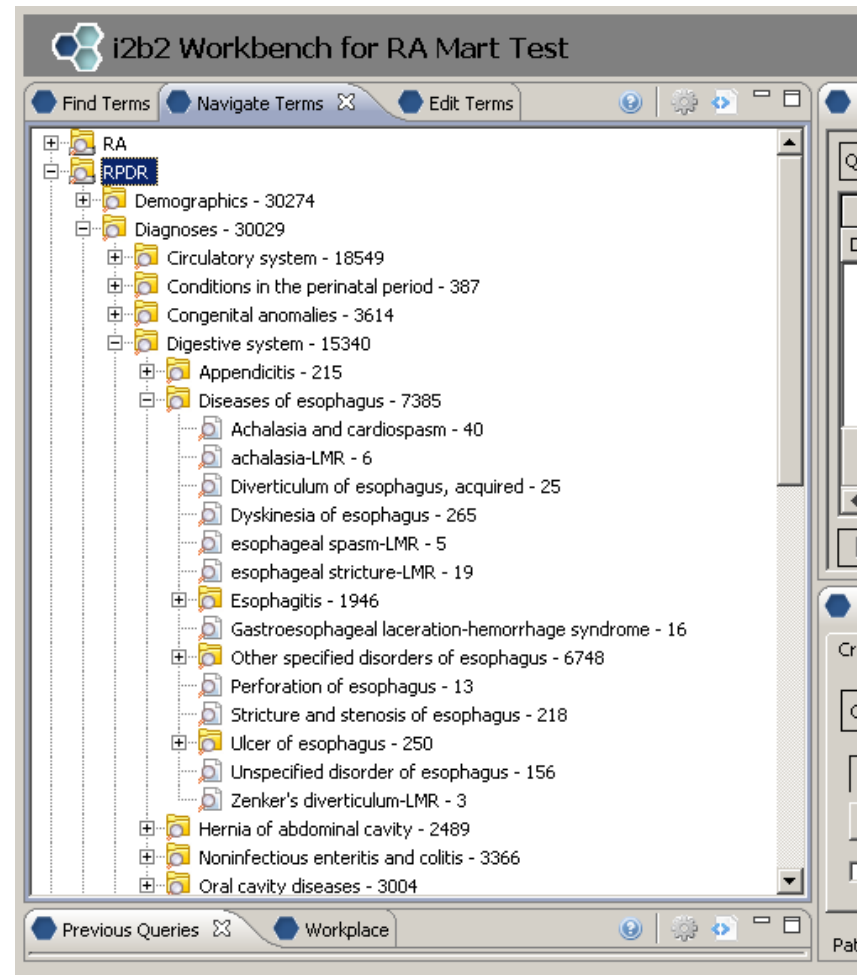 i2b2 Workbench for RA Mart Test
Find Terms Navigate Terms Edit Terms
RA
RPDR
Demographics - 30274
Diagnoses - 30029
Circulatory system - 18549
Conditions in the perinatal period - 387
Congenital anomalies - 3614
Digestive system - 15340
Appendicitis - 215
Diseases of esophagus - 7385
Achalasia and cardiospasm - 40
achalasia-LMR - 6
Diverticulum of esophagus, acquired - 25
Dyskinesia of esophagus - 265
esophageal spasm-LMR - 5
esophageal stricture-LMR - 19
Esophagitis - 1946
Gastroesophageal laceration-hemorrhage syndrome - 16
Other specified disorders of esophagus - 6748
Perforation of esophagus - 13
Stricture and stenosis of esophagus - 218
Ulcer of esophagus - 250
Unspecified disorder of esophagus - 156
Zenker's diverticulum-LMR - 3
Hernia of abdominal cavity - 2489
Noninfectious enteritis and colitis - 3366
Oral cavity diseases - 3004
Previous Queries Workplace